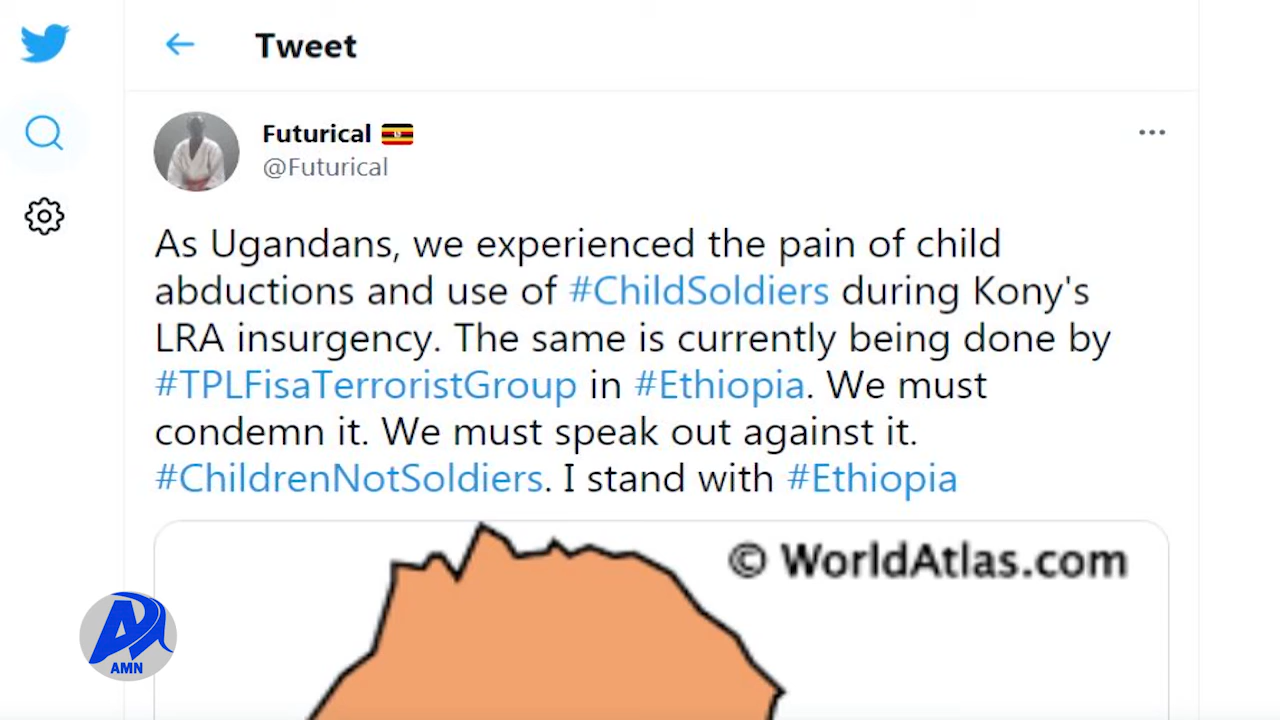 Tweet
Futurical
@Futurical
As Ugandans, we experienced the pain of child
abductions and use of #ChildSoldiers during Kony's
LRA insurgency. The same is currently being done by
#TPLFisaTerroristGroup in #Ethiopia. We must
condemn it. We must speak out against it.
#ChildrenNotSoldiers. I stand with #Ethiopia
© WorldAtlas.com
AMN